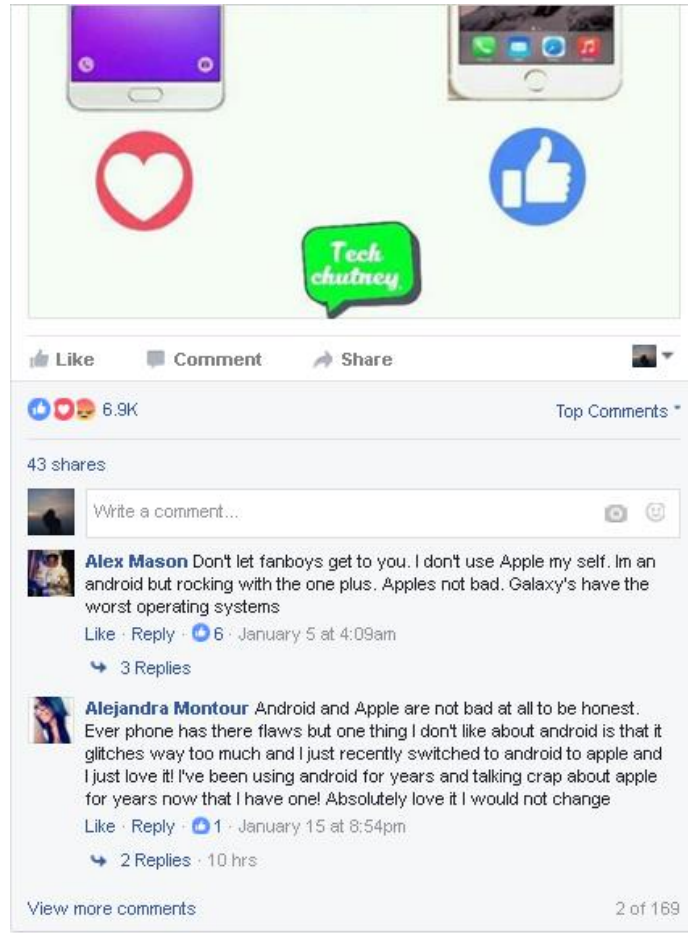 Tech
chutney
Like Comment Share
6.9K Top Comments
43 shares
Write a comment...
Alex Mason Don't let fanboys get to you. I don't use Apple my self. Im an
android but rocking with the one plus. Apples not bad. Galaxy's have the
worst operating systems
Like · Reply · 6 · January 5 at 4:09am
3 Replies
Alejandra Montour Android and Apple are not bad at all to be honest.
Ever phone has there flaws but one thing I don't like about android is that it
glitches way too much and I just recently switched to android to apple and
I just love it! I've been using android for years and talking crap about apple
for years now that I have one! Absolutely love it I would not change
Like · Reply · 1 · January 15 at 8:54pm
2 Replies · 10 hrs
View more comments 2 of 169